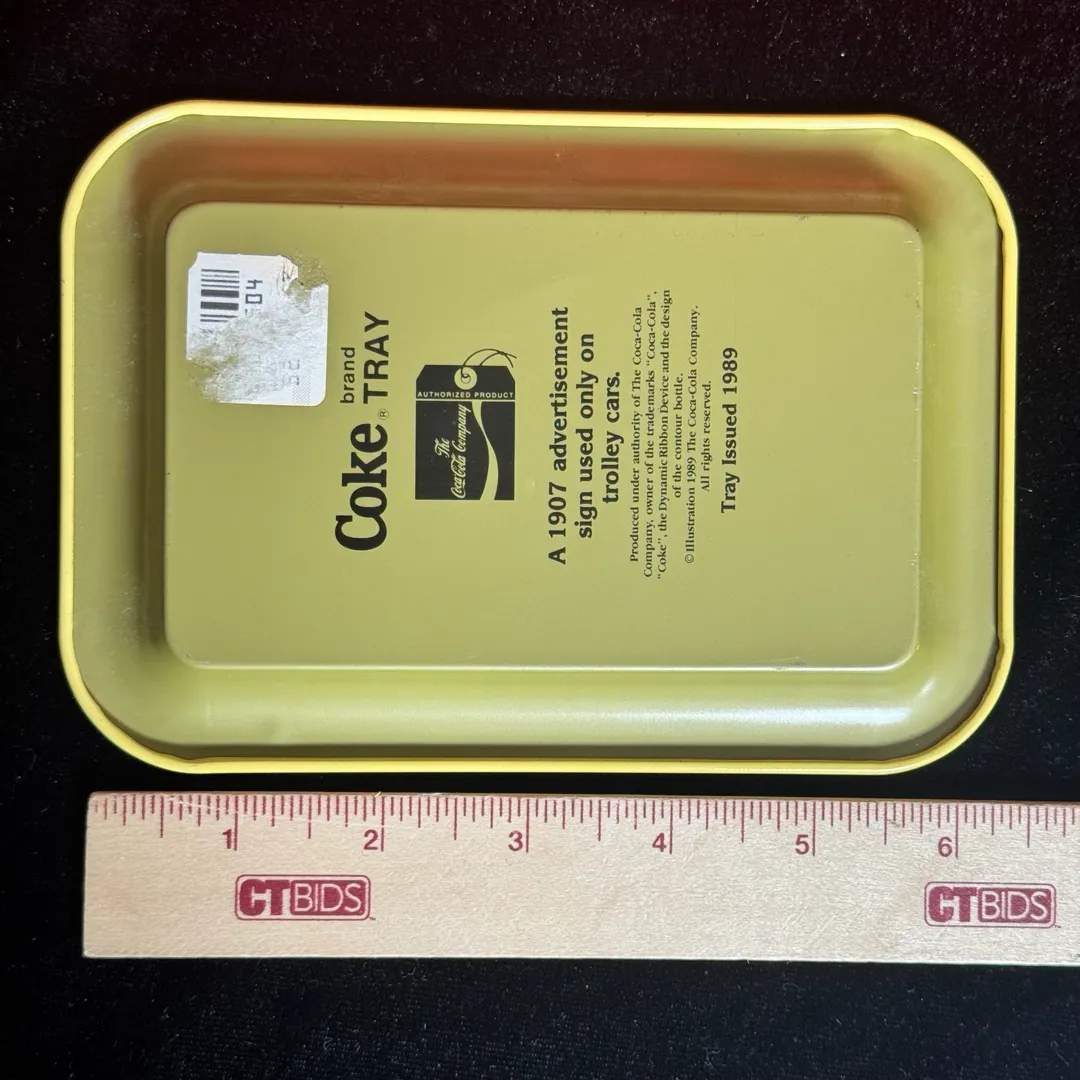 04
Coke® brand TRAY
AUTHORIZED PRODUCT
The
Coca-Cola Company
A 1907 advertisement
sign used only on
trolley cars.
Produced under authority of The Coca-Cola
Company, owner of the trademarks "Coca-Cola",
"Coke", the Dynamic Ribbon Device and the design
of the contour bottle.
©Illustration 1989 The Coca-Cola Company.
All rights reserved.
Tray Issued 1989
1 2 3 4 5 6
CTBIDS™ CTBIDS™